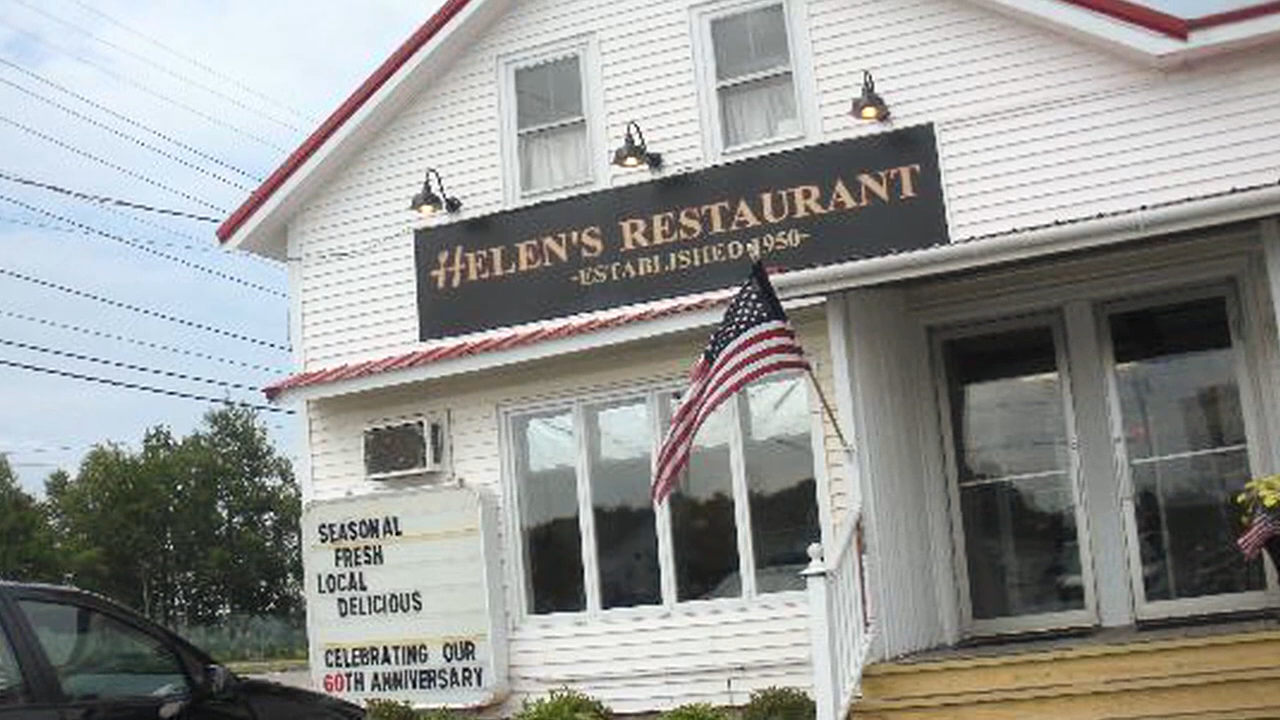 HELEN'S RESTAURANT
-ESTABLISHED 1950-
SEASONAL
FRESH
LOCAL
DELICIOUS
CELEBRATING OUR
60TH ANNIVERSARY